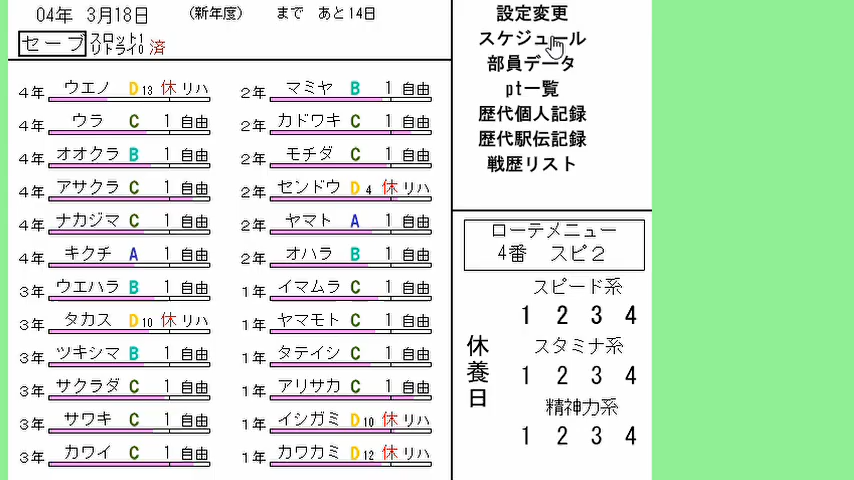 04年 3月18日 (新年度) まで あと14日
セーブ スロット1 リトライ0 済
4年 ウエノ D 13 休 リハ
4年 ウラ C 1 自由
4年 オオクラ B 1 自由
4年 アサクラ C 1 自由
4年 ナカジマ C 1 自由
4年 キクチ A 1 自由
3年 ウエハラ B 1 自由
3年 タカス D 10 休 リハ
3年 ツキシマ B 1 自由
3年 サクラダ C 1 自由
3年 サワキ C 1 自由
3年 カワイ C 1 自由
2年 マミヤ B 1 自由
2年 カドワキ C 1 自由
2年 モチダ C 1 自由
2年 センドウ D 4 休 リハ
2年 ヤマト A 1 自由
2年 オハラ B 1 自由
1年 イマムラ C 1 自由
1年 ヤマモト C 1 自由
1年 タテイシ C 1 自由
1年 アリサカ C 1 自由
1年 イシガミ D 10 休 リハ
1年 カワカミ D 12 休 リハ
設定変更
スケジュール
部員データ
pt一覧
歴代個人記録
歴代駅伝記録
戦歴リスト
ローテメニュー
4番 スピ2
休養日
スピード系
1 2 3 4
スタミナ系
1 2 3 4
精神力系
1 2 3 4